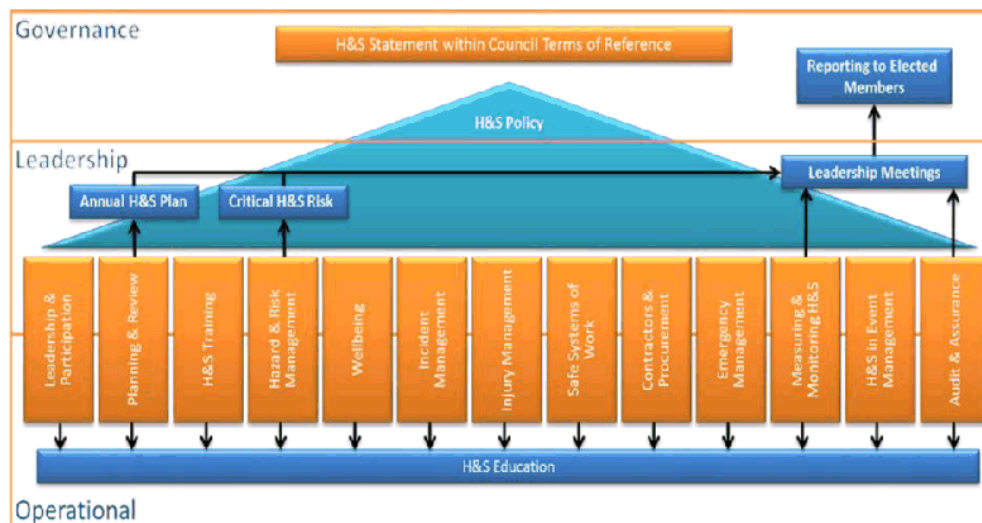 Governance
H&S Statement within Council Terms of Reference
Reporting to Elected
Members
H&S Policy
Leadership
Leadership Meetings
Annual H&S Plan
Critical H&S Risk
Leadership &
Participation
Planning & Review
H&S Training
Hazard & Risk
Management
Wellbeing
Incident
Management
Injury Management
Safe Systems of
Work
Contractors &
Procurement
Emergency
Management
Measuring &
Monitoring H&S
H&S in Event
Management
Audit & Assurance
H&S Education
Operational